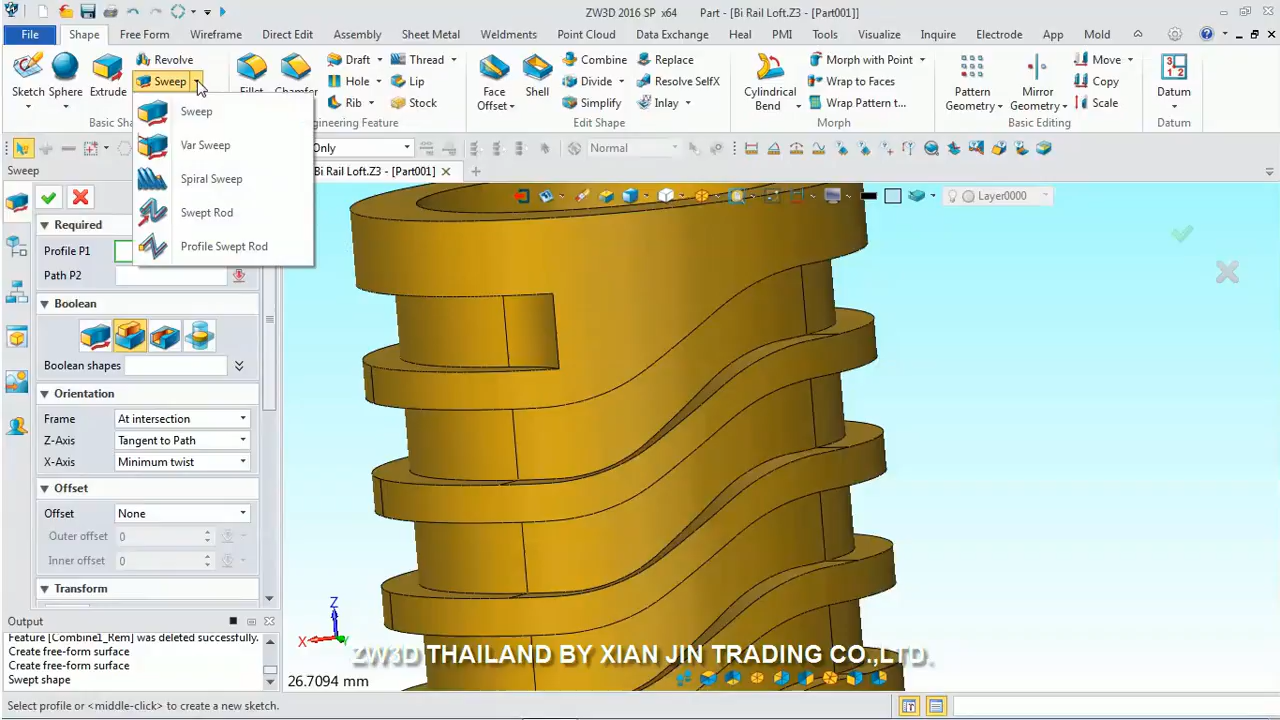 ZW3D 2016 SP x64 Part - [Bi Rail Loft.Z3 - [Part001]]
File Shape Free Form Wireframe Direct Edit Assembly Sheet Metal Weldments Point Cloud Data Exchange Heal PMI Tools Visualize Inquire Electrode App Mold
Revolve Draft Thread Combine Replace Morph with Point Move
Sketch Sphere Extrude Sweep Fillet Chamfer Hole Lip Face Offset Shell Divide Resolve SelfX Cylindrical Bend Wrap to Faces Pattern Geometry Mirror Geometry Copy Datum
Rib Stock Simplify Inlay Wrap Pattern t... Scale
Basic Sha Engineering Feature Edit Shape Morph Basic Editing Datum
Sweep
Var Sweep
Spiral Sweep
Swept Rod
Profile Swept Rod
Only Normal
Sweep Bi Rail Loft.Z3 - [Part001]
Layer0000
Required
Profile P1
Path P2
Boolean
Boolean shapes
Orientation
Frame At intersection
Z-Axis Tangent to Path
X-Axis Minimum twist
Offset
Offset None
Outer offset 0
Inner offset 0
Transform
Output
Feature [Combine1_Rem] was deleted successfully.
Create free-form surface
Create free-form surface
Swept shape
Z
X
Y
ZW3D THAILAND BY XIAN JIN TRADING CO.,LTD.
26.7094 mm
Select profile or <middle-click> to create sketch.